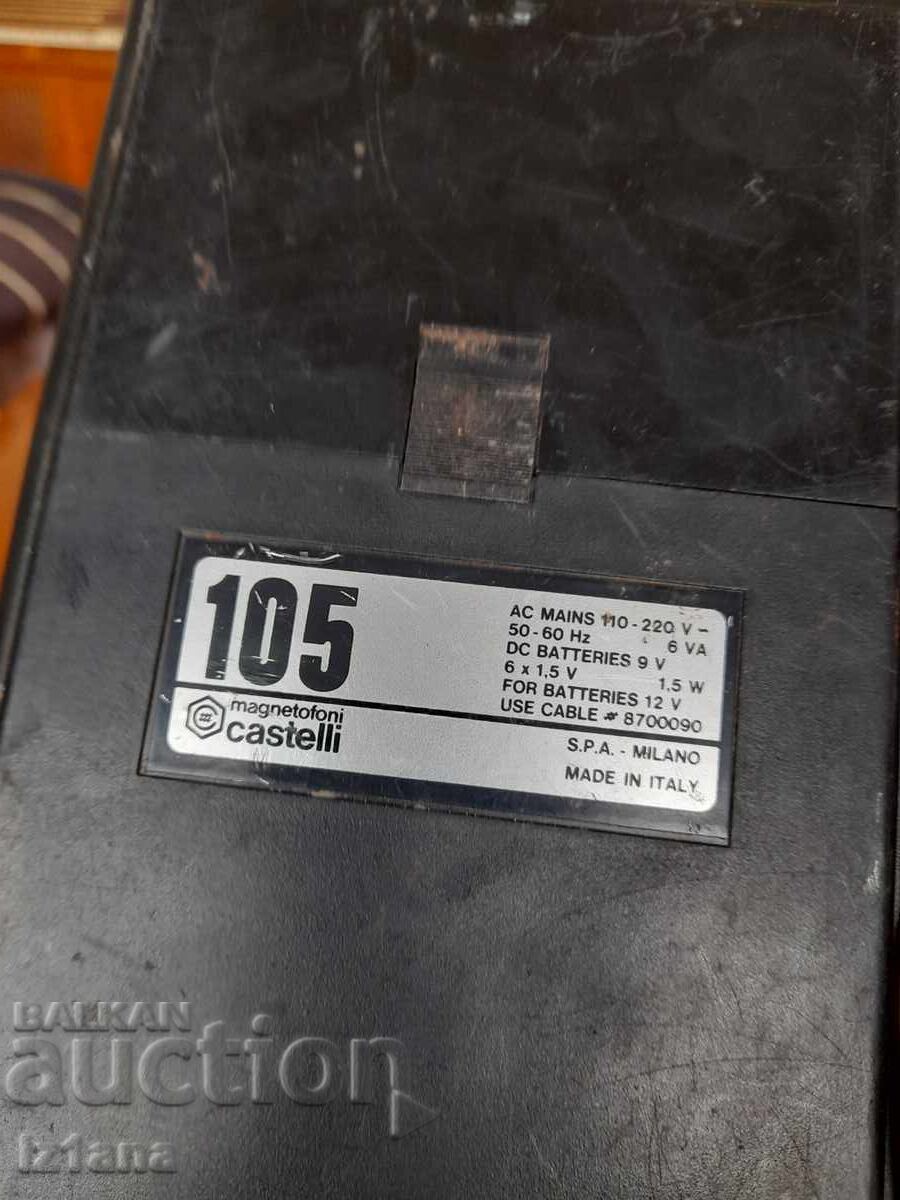 105
AC MAINS 110-220 V~
50-60 Hz 6 VA
DC BATTERIES 9 V
6 x 1,5 V 1,5 W
FOR BATTERIES 12 V
USE CABLE # 8700090
magnetofoni
castelli
S.P.A. - MILANO
MADE IN ITALY
BALKAN
auction
iz1ana